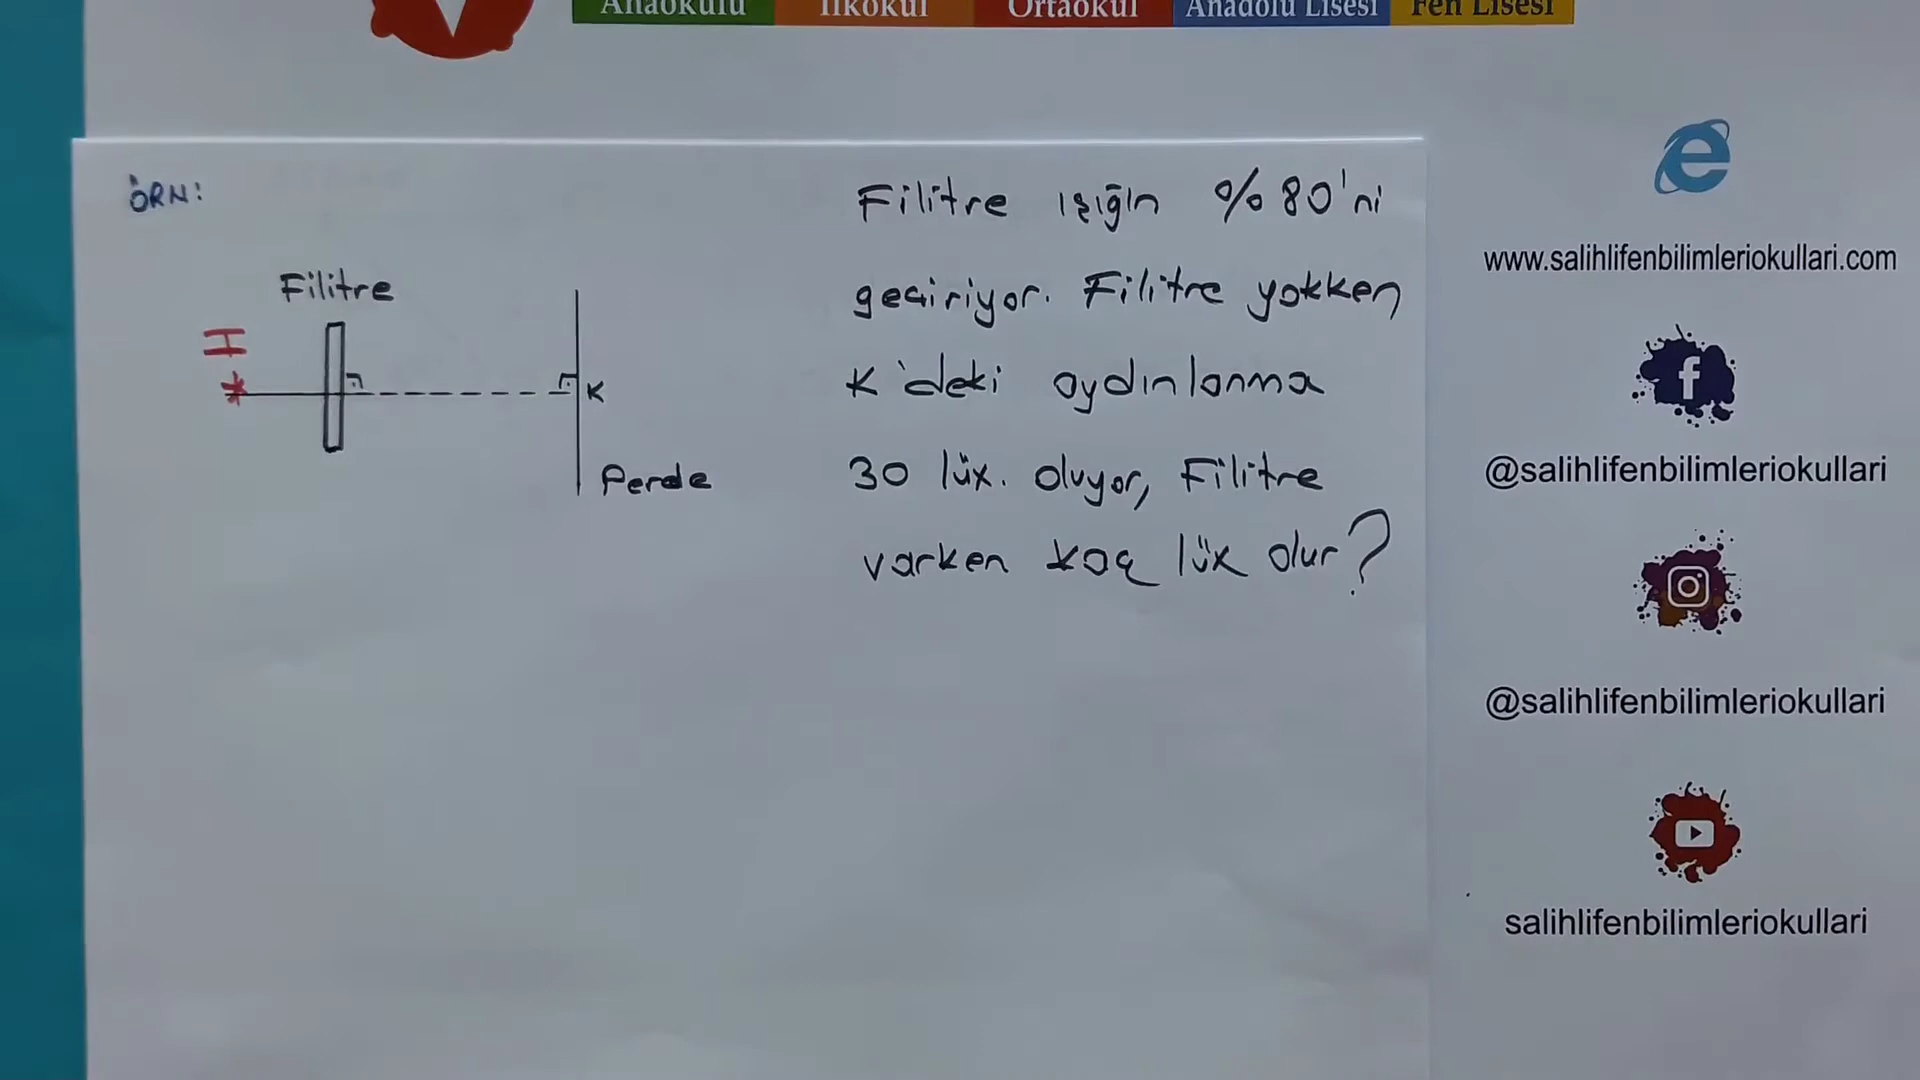 Anaokulu İlkokul Ortaokul Anadolu Lisesi Fen Lisesi
ÖRN:
Filitre
I
K
Perde
Filitre ışığın %80'ni
geçiriyor. Filitre yokken
K'deki aydınlanma
30 lüx. oluyor, Filitre
varken kaç lüx olur?
www.salihlifenbilimleriokullari.com
@salihlifenbilimleriokullari
@salihlifenbilimleriokullari
salihlifenbilimleriokullari